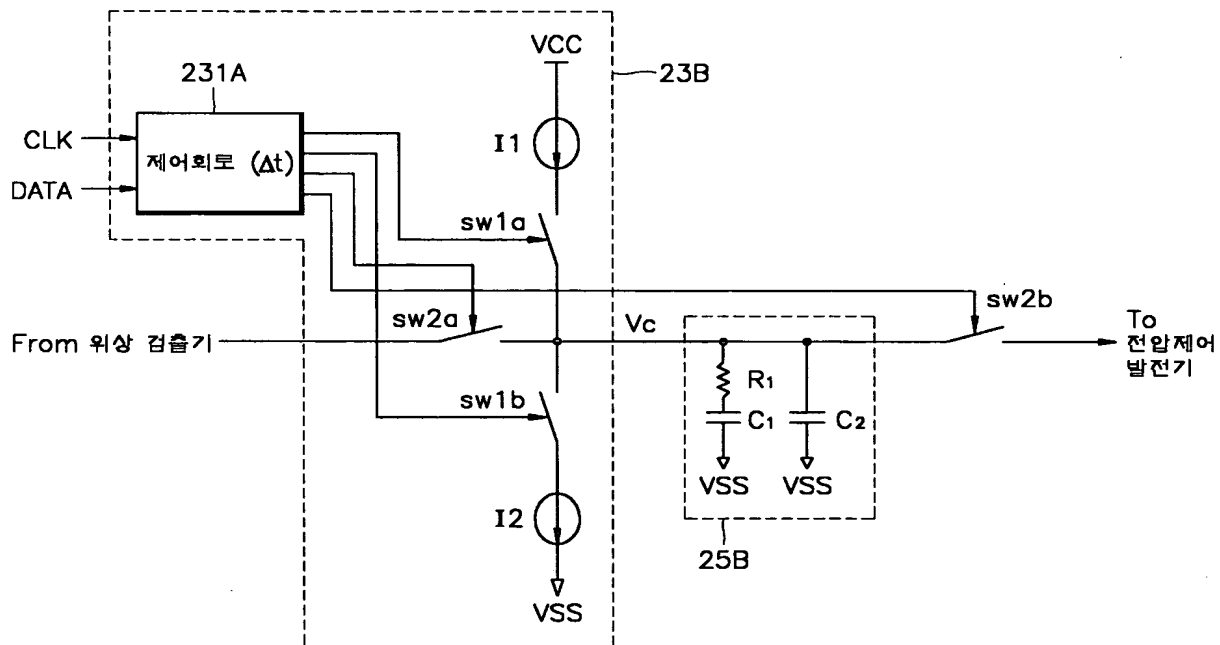 VCC
231A
23B
CLK
I1
제어회로 (Δt)
DATA
sw1a
sw2b
sw2a
Vc
To
From 위상 검출기
전압제어
발전기
R1
sw1b
C1
C2
VSS
VSS
I2
25B
VSS